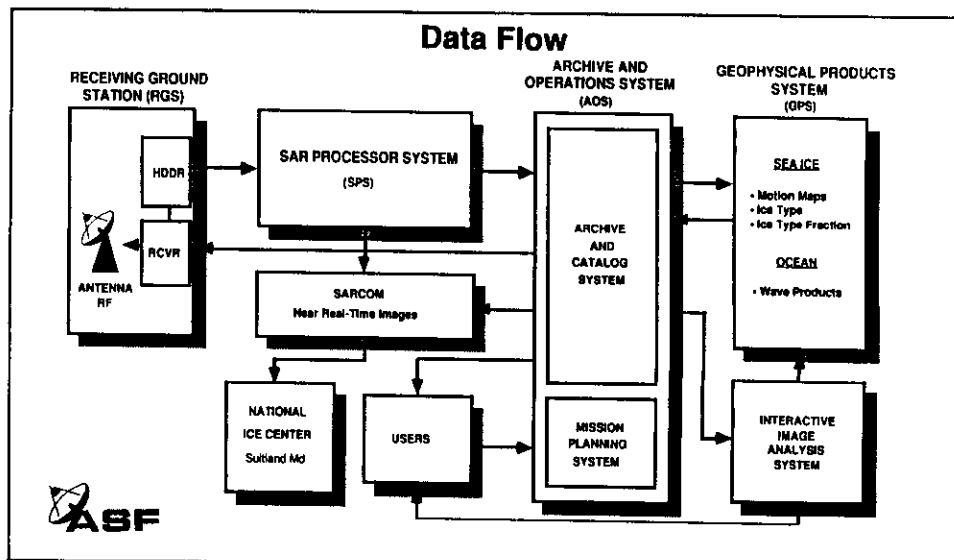 Data Flow
RECEIVING GROUND
STATION (RGS)
HDDR
RCVR
ANTENNA
RF
SAR PROCESSOR SYSTEM
(SPS)
SARCOM
Near Real-Time Images
NATIONAL
ICE CENTER
Suitland Md
USERS
ARCHIVE AND
OPERATIONS SYSTEM
(AOS)
ARCHIVE
AND
CATALOG
SYSTEM
MISSION
PLANNING
SYSTEM
GEOPHYSICAL PRODUCTS
SYSTEM
(GPS)
SEA ICE
• Motion Maps
• Ice Type
• Ice Type Fraction
OCEAN
• Wave Products
INTERACTIVE
IMAGE
ANALYSIS
SYSTEM
ASF